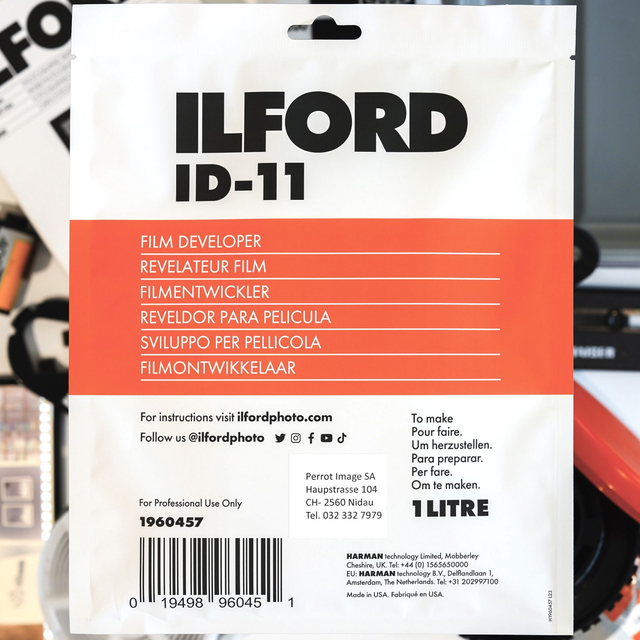 ILFORD
ID-11
FILM DEVELOPER
REVELATEUR FILM
FILMENTWICKLER
REVELDOR PARA PELICULA
SVILUPPO PER PELLICOLA
FILMONTWIKKELAAR
For instructions visit ilfordphoto.com
Follow us @ilfordphoto
To make
Pour faire.
Um herzustellen.
Para preparar.
Per fare.
Om te maken.
1 LITRE
Perrot Image SA
Haupstrasse 104
CH- 2560 Nidau
Tel. 032 332 7979
For Professional Use Only
1960457
0 19498 96045 1
HARMAN technology Limited, Mobberley
Cheshire, UK. Tel: +44 (0) 1565650000
EU: HARMAN technology B.V., Delflandlaan 1,
Amsterdam, The Netherlands. Tel: +31 202997100
Made in USA. Fabriqué en USA.